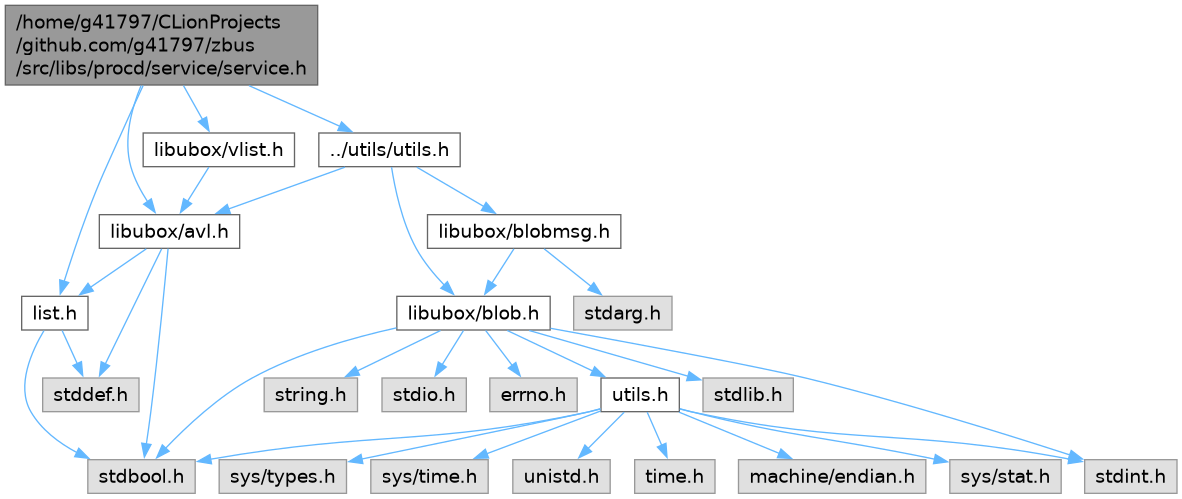 /home/g41797/CLionProjects
/github.com/g41797/zbus
/src/libs/procd/service/service.h
libubox/vlist.h
../utils/utils.h
libubox/avl.h
libubox/blobmsg.h
list.h
libubox/blob.h
stdarg.h
stddef.h
string.h
stdio.h
errno.h
utils.h
stdlib.h
stdbool.h
sys/types.h
sys/time.h
unistd.h
time.h
machine/endian.h
sys/stat.h
stdint.h